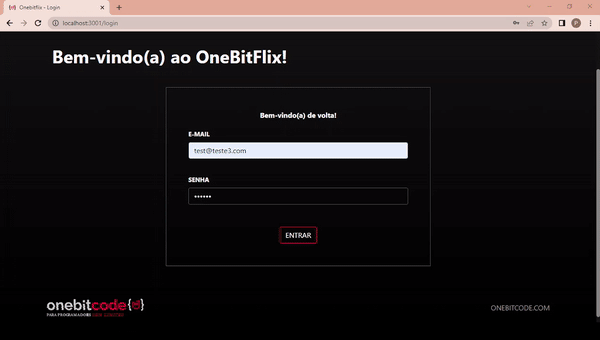 Onebitflix - Login
localhost:3001/login
P
Bem-vindo(a) ao OneBitFlix!
Bem-vindo(a) de volta!
E-MAIL
test@teste3.com
SENHA
••••••
ENTRAR
onebitcode{}
PARA PROGRAMADORES
ONEBITCODE.COM